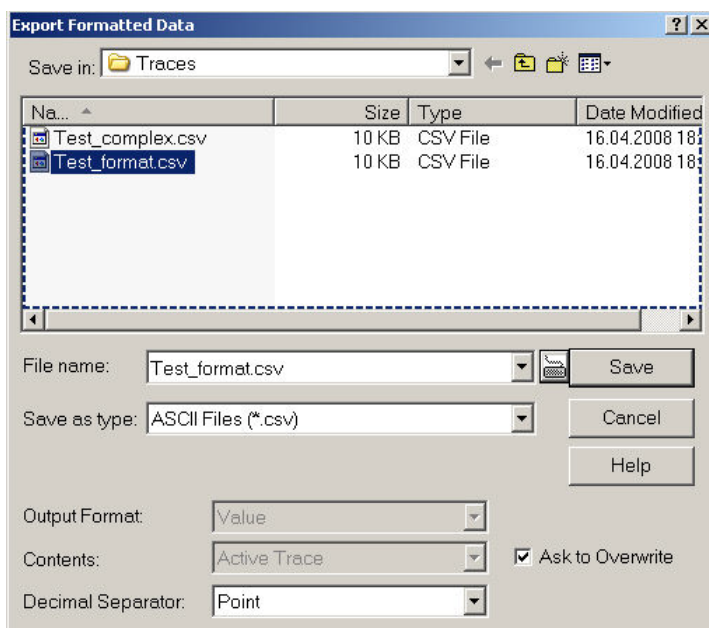 Export Formatted Data
Save in: Traces
Na... Size Type Date Modified
Test_complex.csv 10 KB CSV File 16.04.2008 18:
Test_format.csv 10 KB CSV File 16.04.2008 18:
File name: Test_format.csv Save
Save as type: ASCII Files (*.csv) Cancel
Help
Output Format: Value
Contents: Active Trace Ask to Overwrite
Decimal Separator: Point